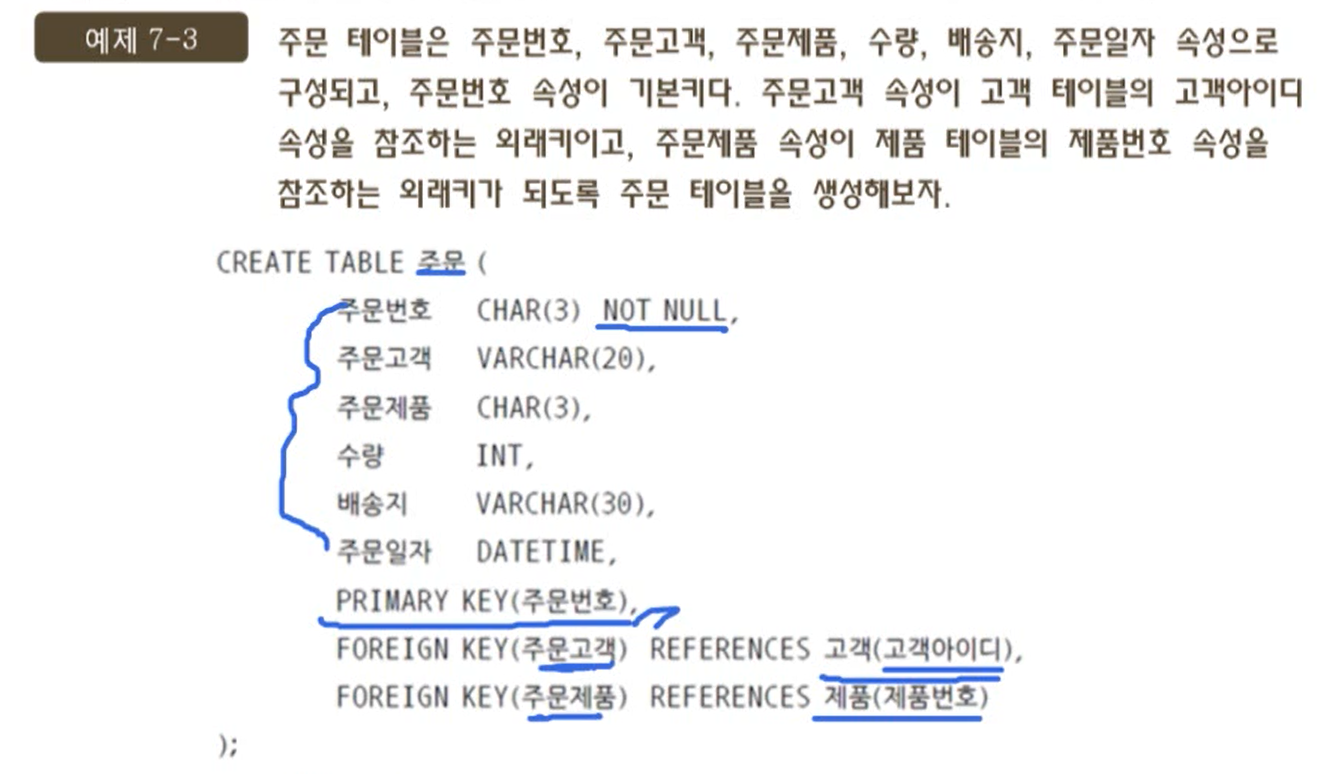 예제 7-3
주문 테이블은 주문번호, 주문고객, 주문제품, 수량, 배송지, 주문일자 속성으로
구성되고, 주문번호 속성이 기본키다. 주문고객 속성이 고객 테이블의 고객아이디
속성을 참조하는 외래키이고, 주문제품 속성이 제품 테이블의 제품번호 속성을
참조하는 외래키가 되도록 주문 테이블을 생성해보자.
CREATE TABLE 주문 (
주문번호 CHAR(3) NOT NULL,
주문고객 VARCHAR(20),
주문제품 CHAR(3),
수량 INT,
배송지 VARCHAR(30),
주문일자 DATETIME,
PRIMARY KEY(주문번호),
FOREIGN KEY(주문고객) REFERENCES 고객(고객아이디),
FOREIGN KEY(주문제품) REFERENCES 제품(제품번호)
);